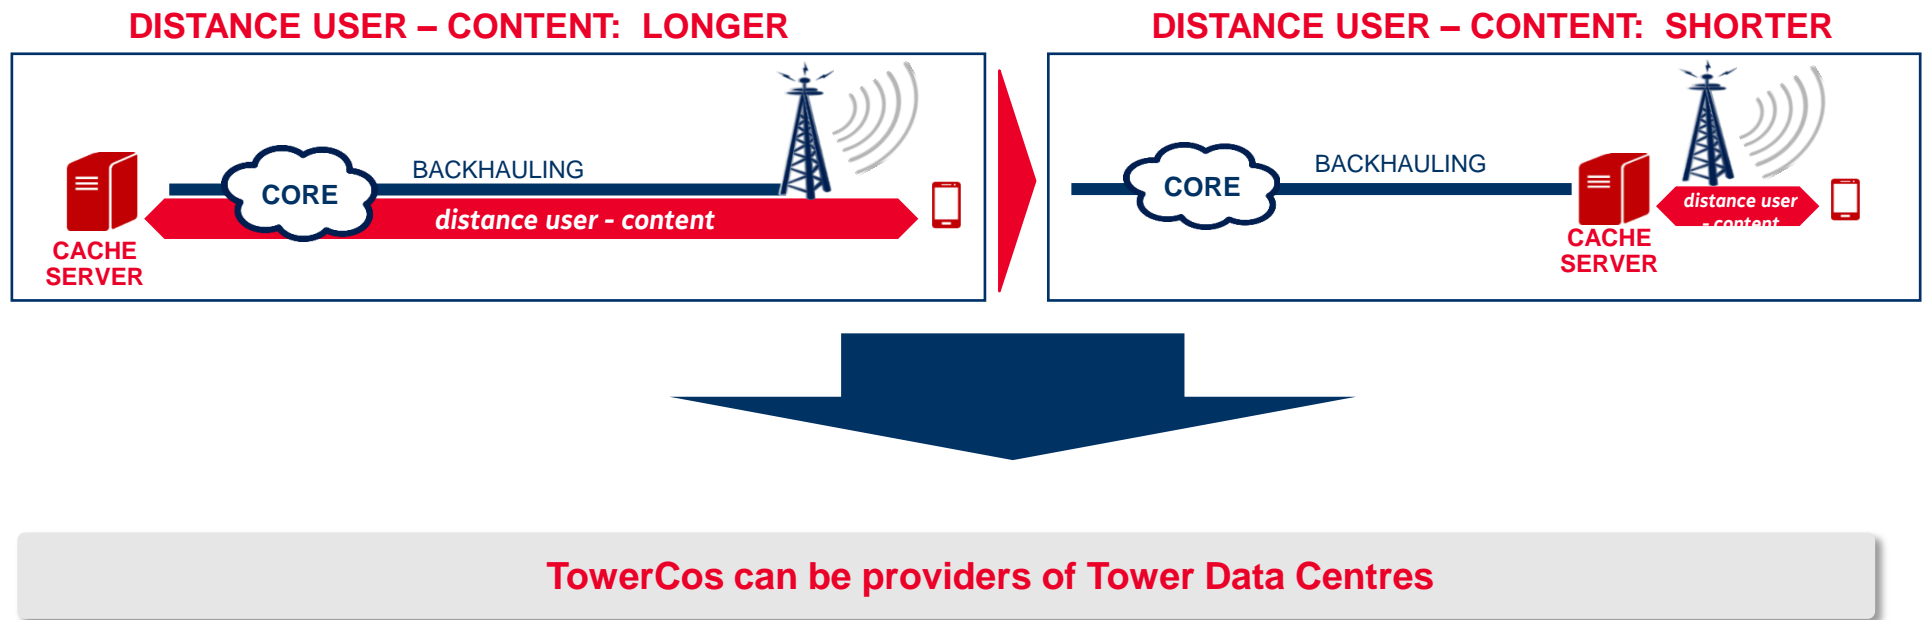 DISTANCE USER – CONTENT: LONGER
DISTANCE USER – CONTENT: SHORTER
BACKHAULING
CORE
distance user - content
CACHE
SERVER
BACKHAULING
CORE
distance user
- content
CACHE
SERVER
TowerCos can be providers of Tower Data Centres